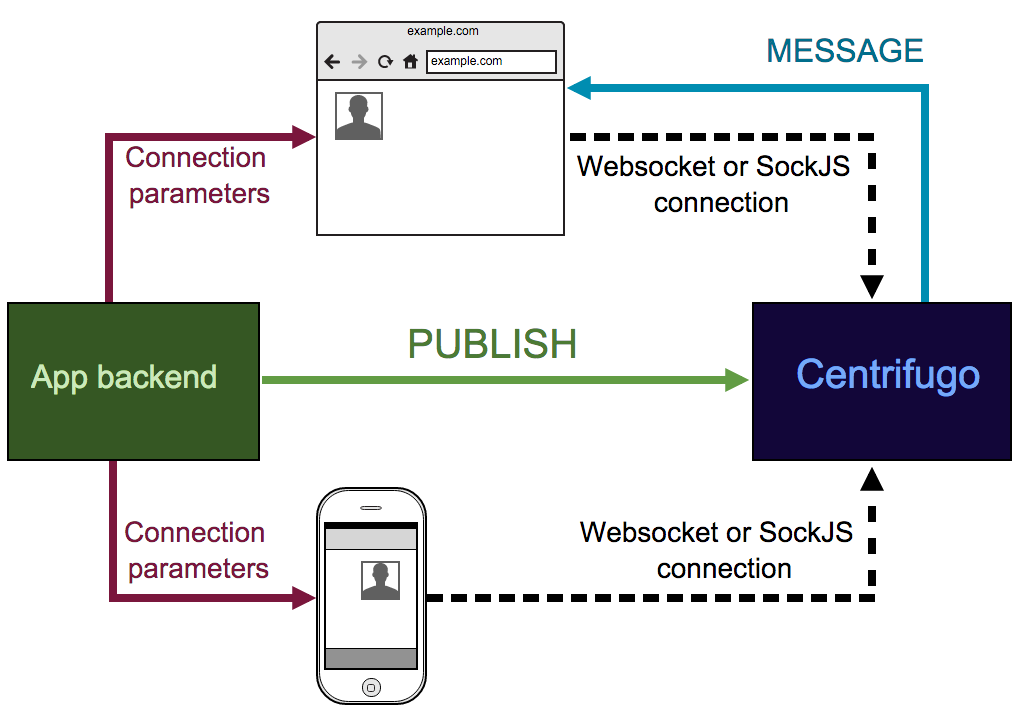 example.com
example.com
MESSAGE
Connection
parameters
Websocket or SockJS
connection
PUBLISH
App backend
Centrifugo
Connection
parameters
Websocket or SockJS
connection